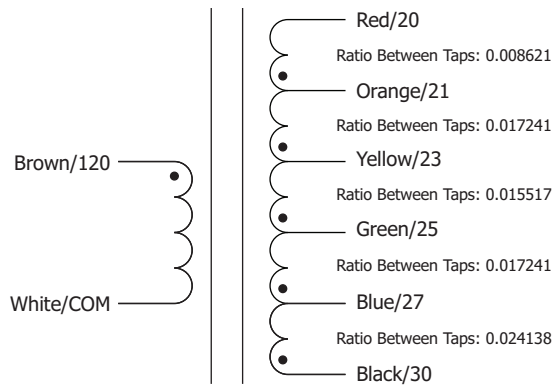 Red/20
Ratio Between Taps: 0.008621
Orange/21
Ratio Between Taps: 0.017241
Brown/120
Yellow/23
Ratio Between Taps: 0.015517
Green/25
Ratio Between Taps: 0.017241
White/COM
Blue/27
Ratio Between Taps: 0.024138
Black/30